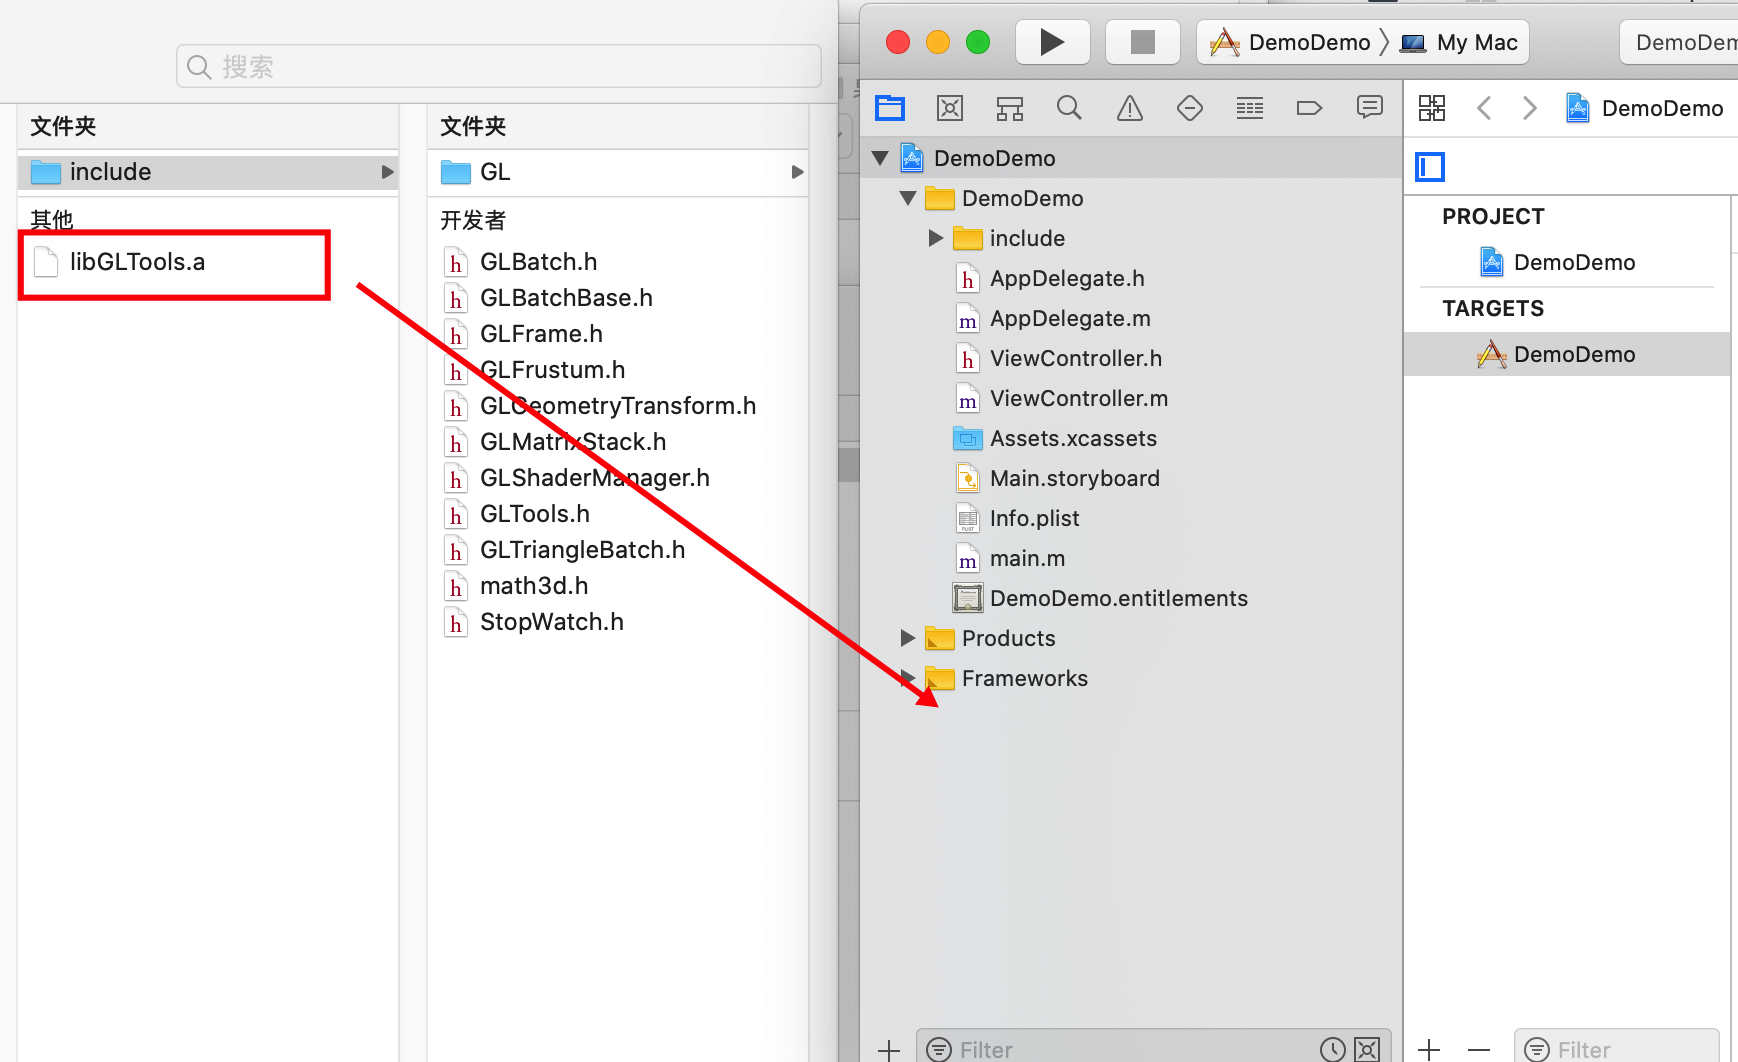 搜索
文件夹
include
其他
libGLTools.a
文件夹
GL
开发者
GLBatch.h
GLBatchBase.h
GLFrame.h
GLFrustum.h
GLGeometryTransform.h
GLMatrixStack.h
GLShaderManager.h
GLTools.h
GLTriangleBatch.h
math3d.h
StopWatch.h
DemoDemo
My Mac
DemoDem
DemoDemo
DemoDemo
include
AppDelegate.h
AppDelegate.m
ViewController.h
ViewController.m
Assets.xcassets
Main.storyboard
Info.plist
main.m
DemoDemo.entitlements
Products
Frameworks
Filter
DemoDemo
PROJECT
DemoDemo
TARGETS
DemoDemo
Filter